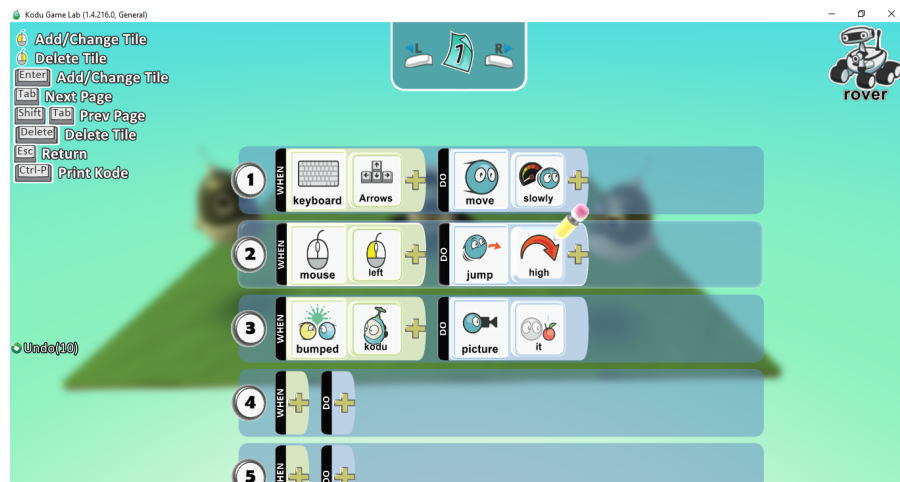 Kodu Game Lab (1.4.216.0, General)
L 1 R
Add/Change Tile
Delete Tile
Enter Add/Change Tile
Tab Next Page
Shift Tab Prev Page
Delete Delete Tile
Esc Return
Ctrl-P Print Kode
rover
1 WHEN keyboard Arrows DO move slowly
2 WHEN mouse left DO jump high
3 WHEN bumped kodu DO picture it
Undo(10)
4 WHEN DO
5 WHEN DO